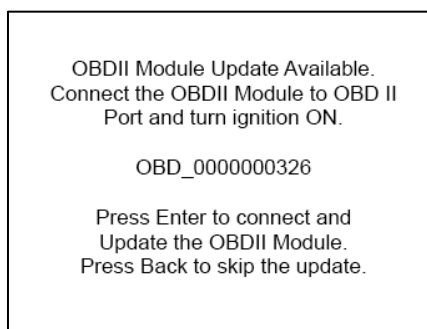 OBDII Module Update Available.
Connect the OBDII Module to OBD II
Port and turn ignition ON.
OBD_0000000326
Press Enter to connect and
Update the OBDII Module.
Press Back to skip the update.